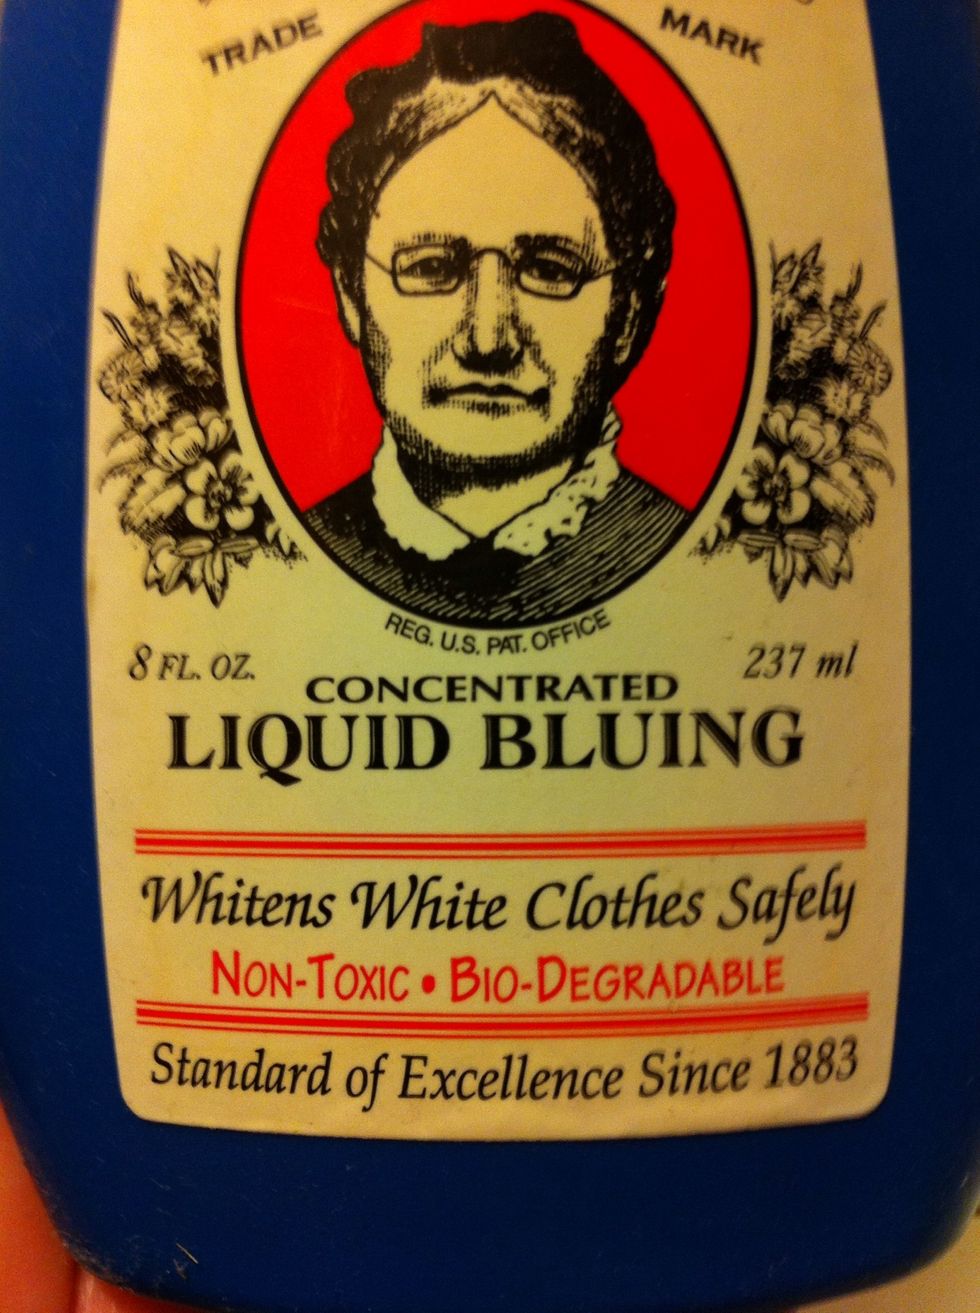 TRADE MARK
REG. U.S. PAT. OFFICE
8 FL. OZ. 237 ml
CONCENTRATED
LIQUID BLUING
Whitens White Clothes Safely
NON-TOXIC • BIO-DEGRADABLE
Standard of Excellence Since 1883